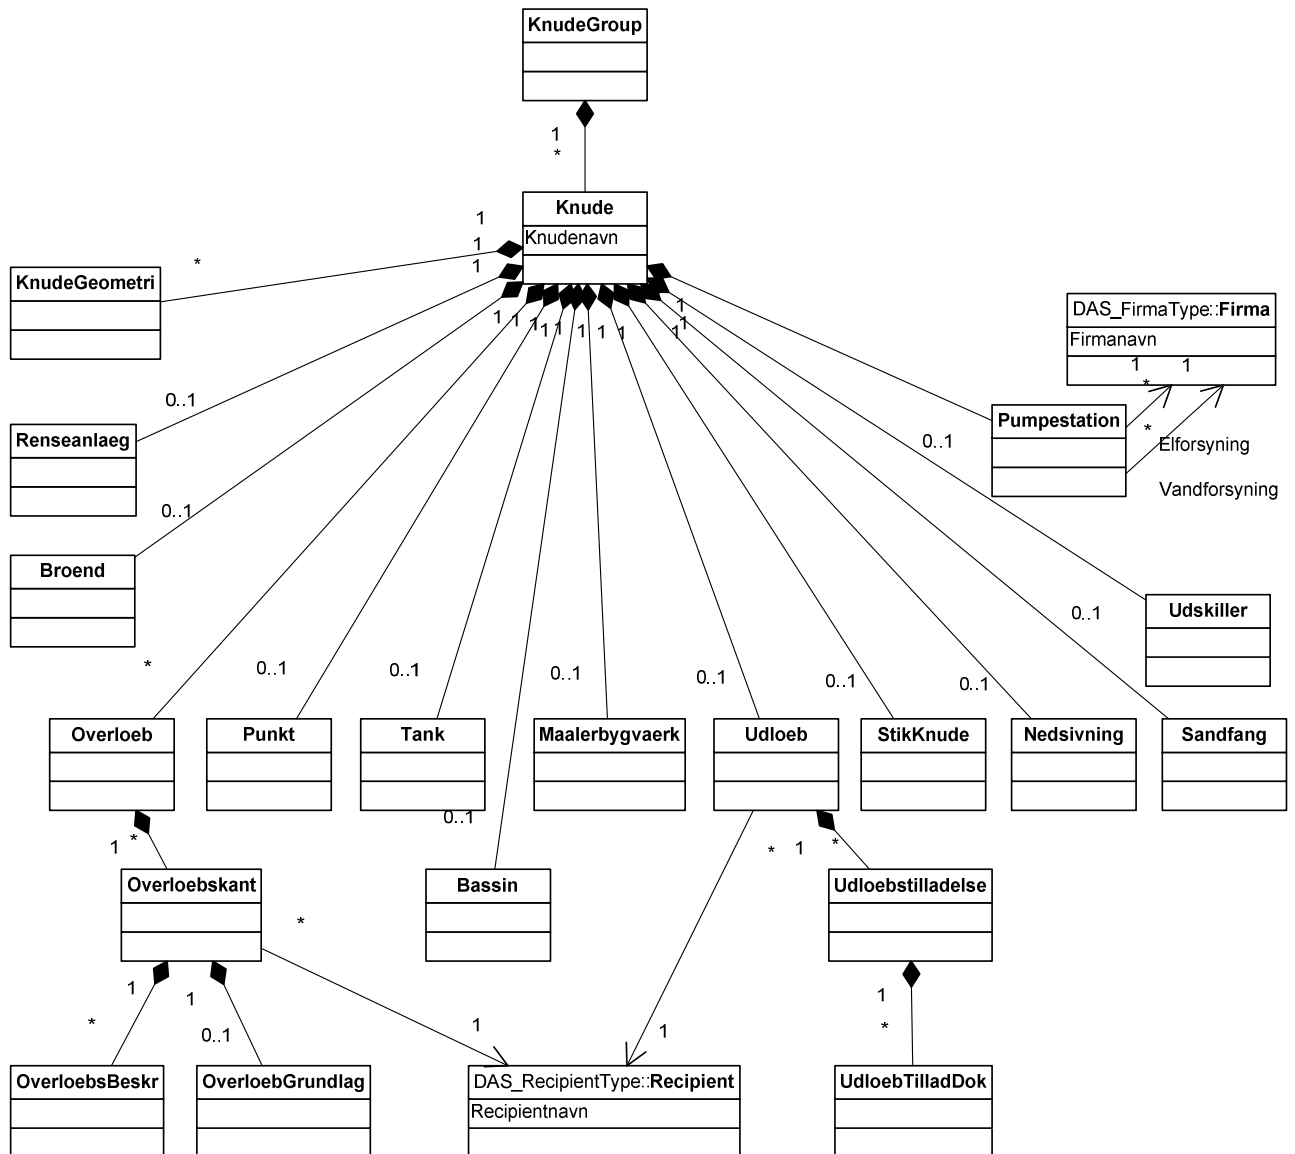 KnudeGroup
1
*
Knude
Knudenavn
1
1
1
*
KnudeGeometri
1
1
1
1
1
1
1
1
1
1
1
DAS_FirmaType::Firma
Firmanavn
1
1
*
*
Elforsyning
Vandforsyning
Pumpestation
0..1
Renseanlaeg
0..1
0..1
Broend
Udskiller
0..1
*
0..1
0..1
0..1
0..1
0..1
0..1
Overloeb
Punkt
Tank
Maalerbygvaerk
Udloeb
StikKnude
Nedsivning
Sandfang
0..1
1
*
*
1
*
Overloebskant
Bassin
Udloebstilladelse
*
1
1
*
0..1
1
1
1
*
OverloebsBeskr
OverloebGrundlag
DAS_RecipientType::Recipient
Recipientnavn
UdloebTilladDok